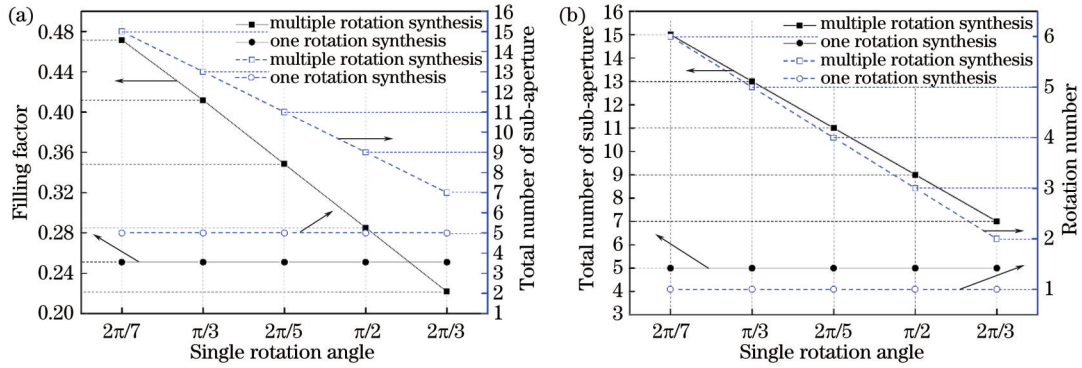 (a)
0.48
0.44
0.40
0.36
0.32
0.28
0.24
0.20
Filling factor
multiple rotation synthesis
one rotation synthesis
multiple rotation synthesis
one rotation synthesis
16
15
14
13
12
11
10
9
8
7
6
5
4
3
2
1
Total number of sub-aperture
2π/7 π/3 2π/5 π/2 2π/3
Single rotation angle
(b)
16
15
14
13
12
11
10
9
8
7
6
5
4
3
Total number of sub-aperture
multiple rotation synthesis
one rotation synthesis
multiple rotation synthesis
one rotation synthesis
6
5
4
3
2
1
Rotation number
2π/7 π/3 2π/5 π/2 2π/3
Single rotation angle